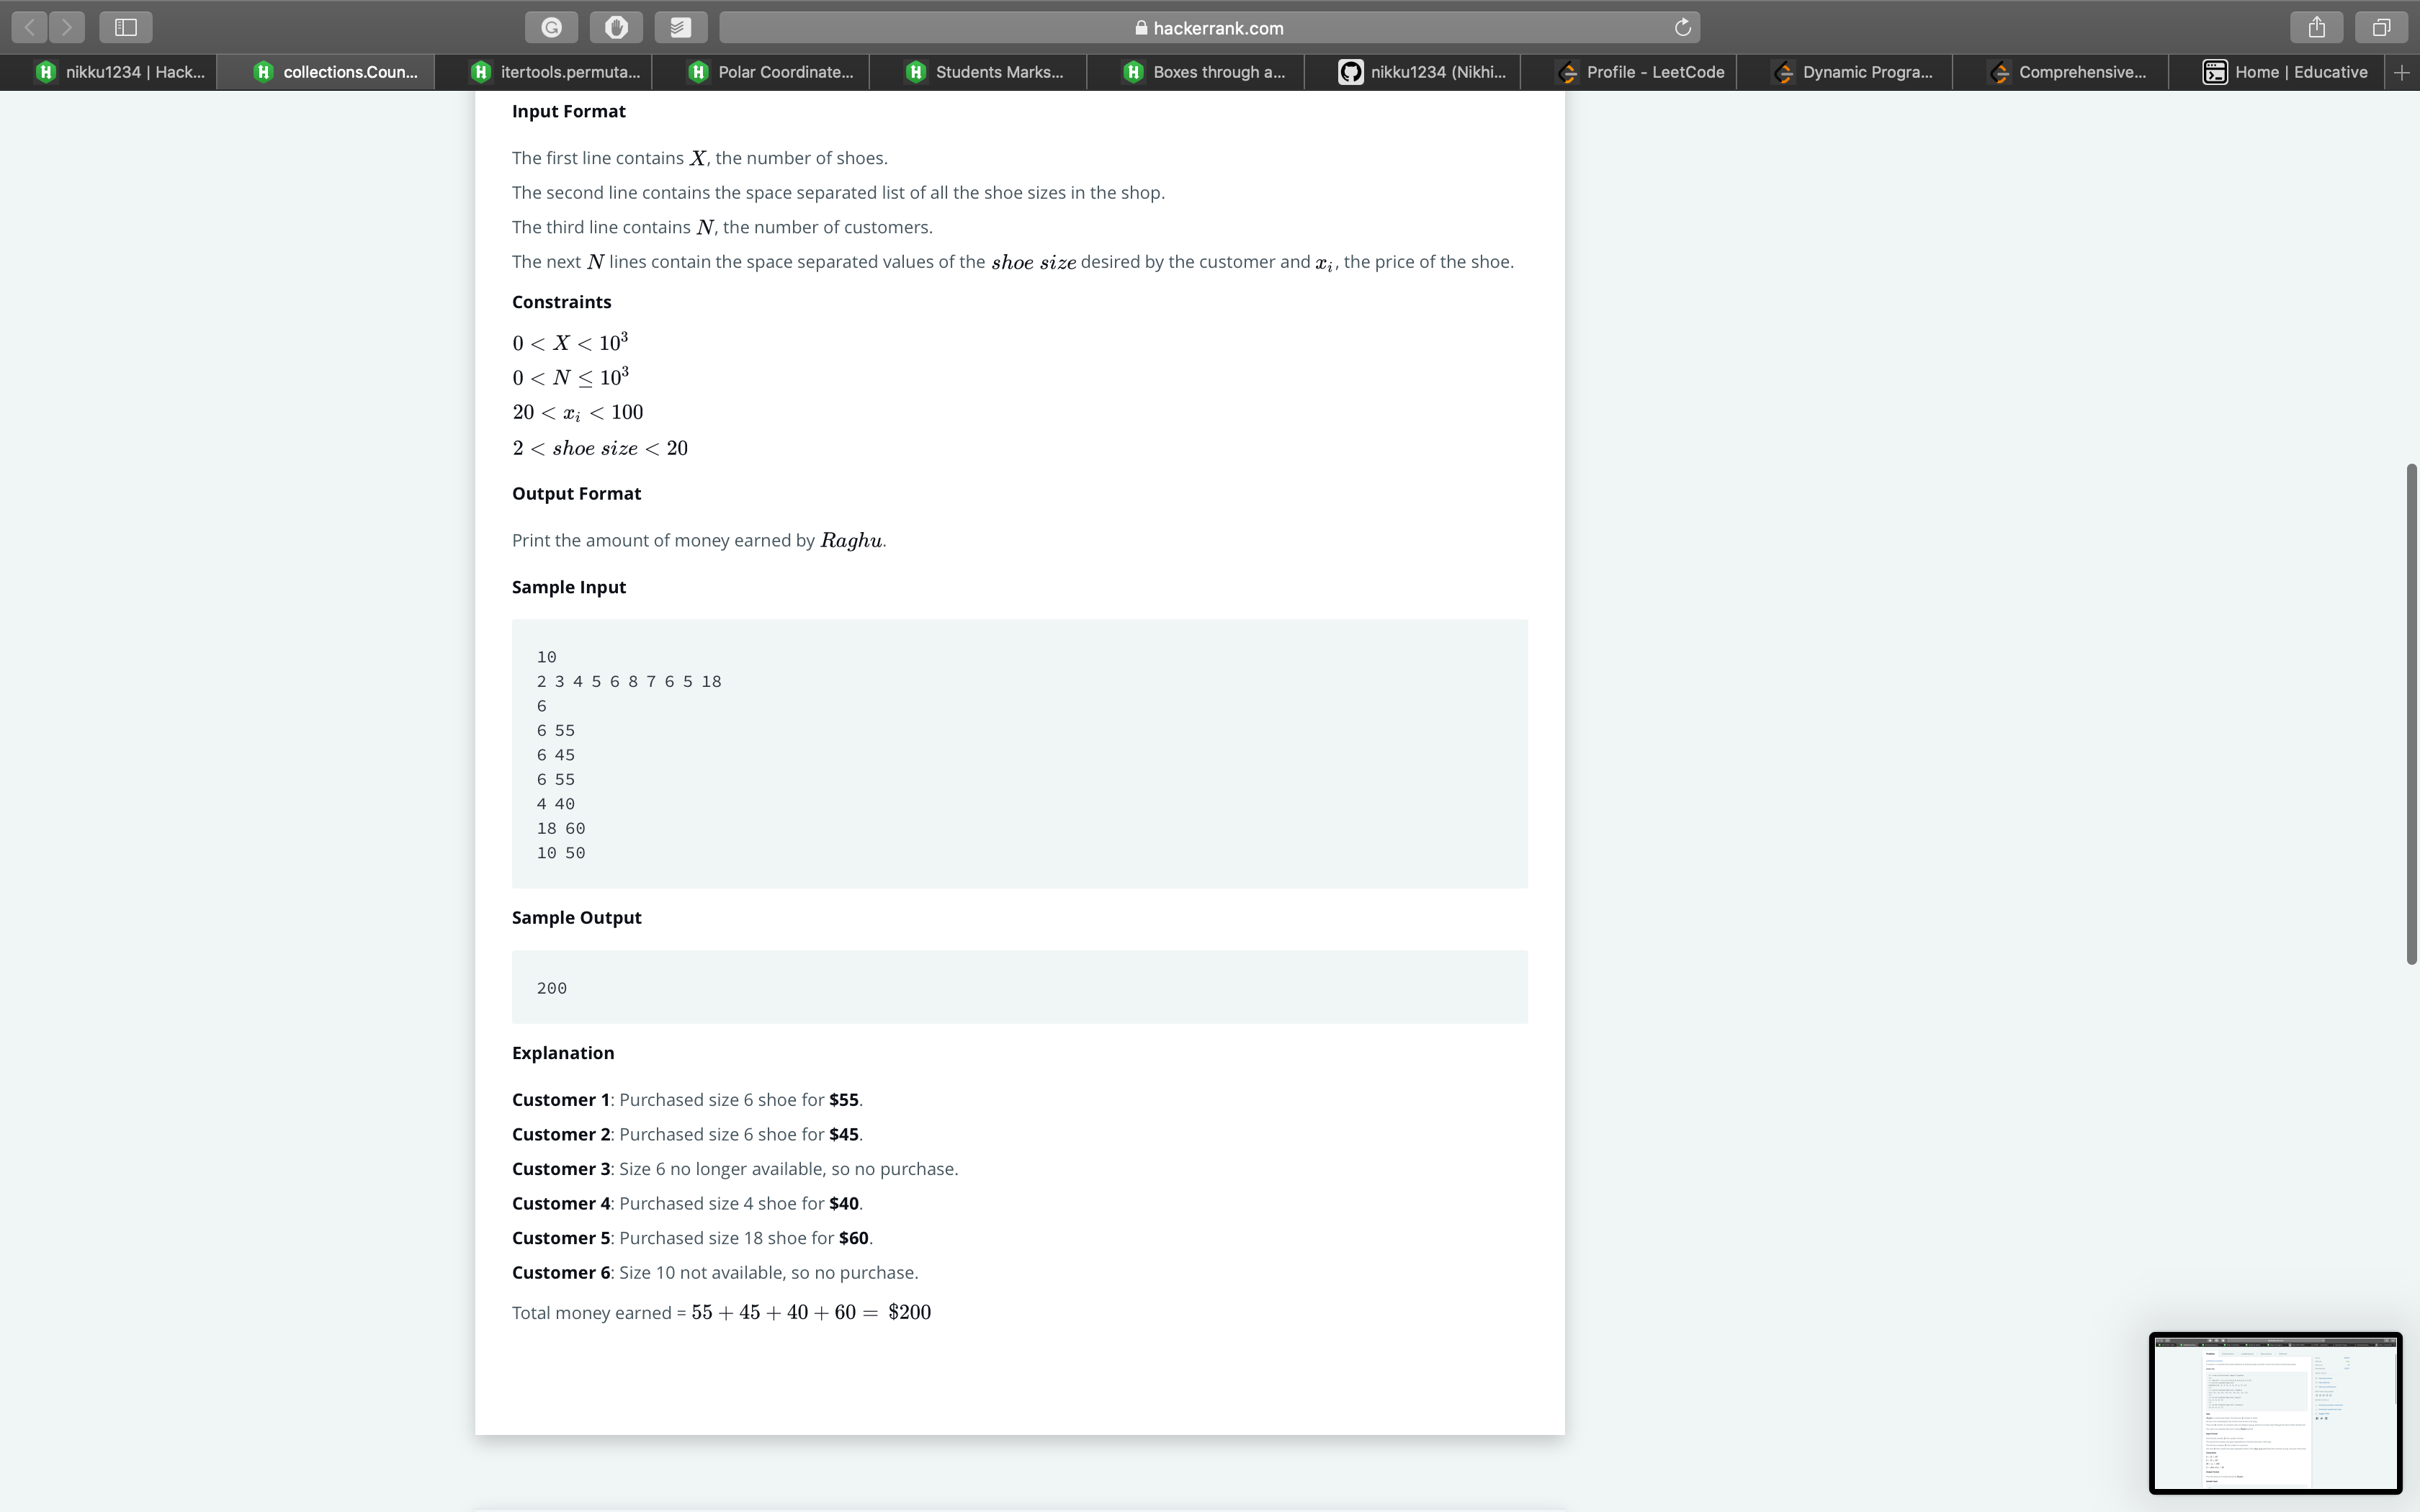 hackerrank.com
nikku1234 | Hack...
collections.Coun...
itertools.permuta...
Polar Coordinate...
Students Marks...
Boxes through a...
nikku1234 (Nikhi...
Profile - LeetCode
Dynamic Progra...
Comprehensive...
Home | Educative
Input Format
The first line contains X, the number of shoes.
The second line contains the space separated list of all the shoe sizes in the shop.
The third line contains N, the number of customers.
The next N lines contain the space separated values of the shoe size desired by the customer and xᵢ, the price of the shoe.
Constraints
0 < X < 10³
0 < N ≤ 10³
20 < xᵢ < 100
2 < shoe size < 20
Output Format
Print the amount of money earned by Raghu.
Sample Input
10
2 3 4 5 6 8 7 6 5 18
6
6 55
6 45
6 55
4 40
18 60
10 50
Sample Output
200
Explanation
Customer 1: Purchased size 6 shoe for $55.
Customer 2: Purchased size 6 shoe for $45.
Customer 3: Size 6 no longer available, so no purchase.
Customer 4: Purchased size 4 shoe for $40.
Customer 5: Purchased size 18 shoe for $60.
Customer 6: Size 10 not available, so no purchase.
Total money earned = 55 + 45 + 40 + 60 = $200